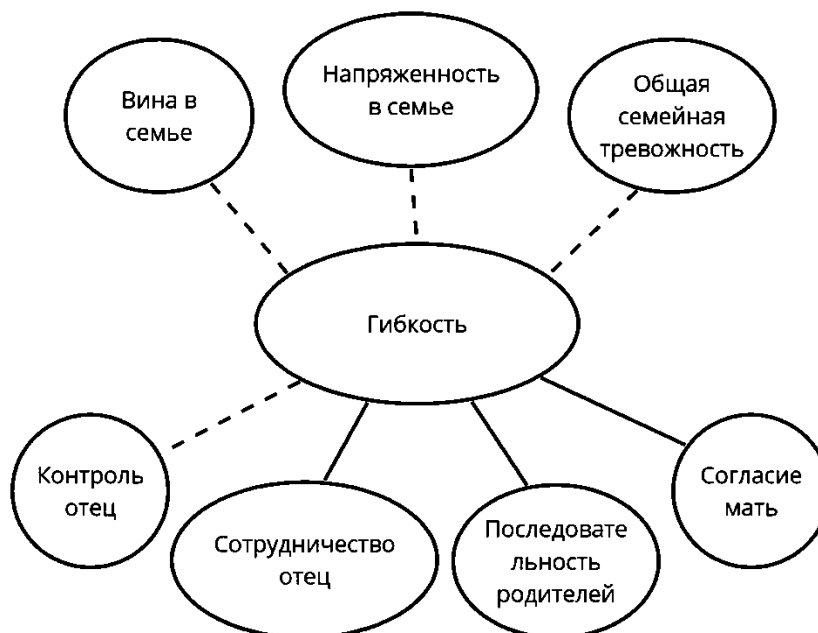 Вина в
семье
Напряженность
в семье
Общая
семейная
тревожность
Гибкость
Контроль
отец
Сотрудничество
отец
Последовате
льность
родителей
Согласие
мать